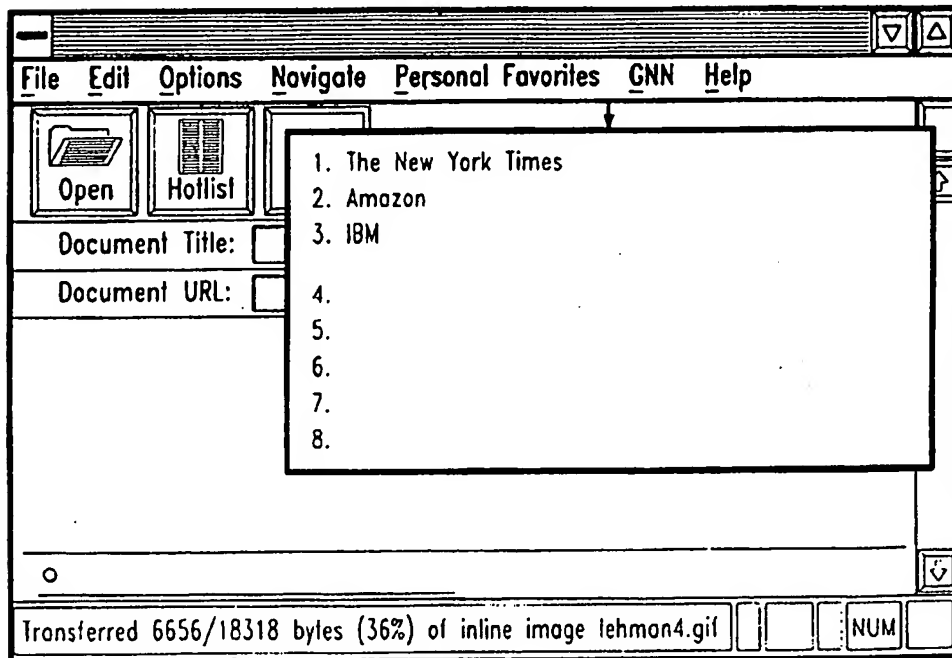 File Edit Options Navigate Personal Favorites GNN Help
Open Hotlist
1. The New York Times
2. Amazon
3. IBM
Document Title:
Document URL:
4.
5.
6.
7.
8.
Transferred 6656/18318 bytes (36%) of inline image lehman4.gif NUM